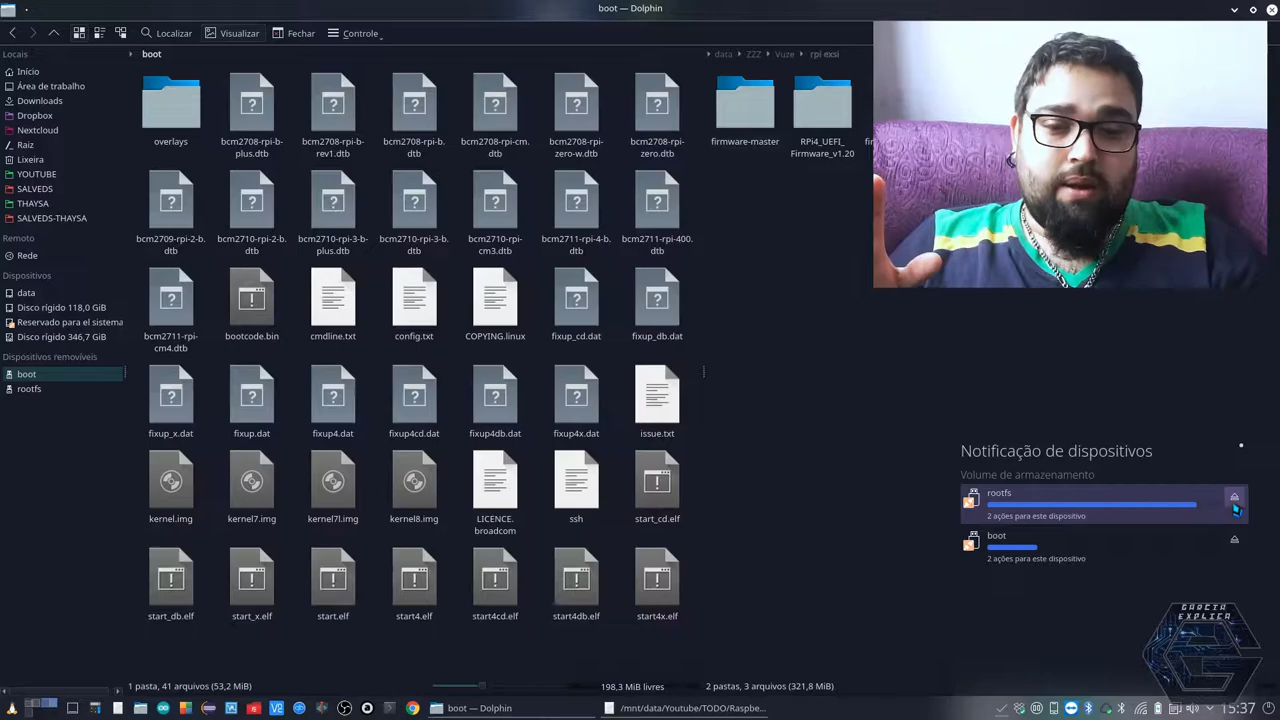 boot — Dolphin
Localizar
Visualizar
Fechar
Controle
Locais
Início
Área de trabalho
Downloads
Dropbox
Nextcloud
Raiz
Lixeira
YOUTUBE
SALVEDS
THAYSA
SALVEDS-THAYSA
Remoto
Rede
Dispositivos
data
Disco rígido 118,0 GiB
Reservado para el sistema
Disco rígido 346,7 GiB
Dispositivos removíveis
boot
rootfs
boot
overlays
bcm2708-rpi-b-
plus.dtb
bcm2708-rpi-b-
rev1.dtb
bcm2708-rpi-b.
dtb
bcm2708-rpi-cm.
dtb
bcm2708-rpi-
zero-w.dtb
bcm2708-rpi-
zero.dtb
bcm2709-rpi-2-b.
dtb
bcm2710-rpi-2-b.
dtb
bcm2710-rpi-3-b-
plus.dtb
bcm2710-rpi-3-b.
dtb
bcm2710-rpi-
cm3.dtb
bcm2711-rpi-4-b.
dtb
bcm2711-rpi-400.
dtb
bcm2711-rpi-
cm4.dtb
bootcode.bin
cmdline.txt
config.txt
COPYING.linux
fixup_cd.dat
fixup_db.dat
fixup_x.dat
fixup.dat
fixup4.dat
fixup4cd.dat
fixup4db.dat
fixup4x.dat
issue.txt
kernel.img
kernel7.img
kernel7l.img
kernel8.img
LICENCE.
broadcom
ssh
start_cd.elf
start_db.elf
start_x.elf
start.elf
start4.elf
start4cd.elf
start4db.elf
start4x.elf
1 pasta, 41 arquivos (53,2 MiB)
198,3 MiB livres
data
ZZZ
Vuze
rpi exsi
firmware-master
RPi4_UEFI_
Firmware_v1.20
2 pastas, 3 arquivos (321,8 MiB)
Notificação de dispositivos
Volume de armazenamento
rootfs
2 ações para este dispositivo
boot
2 ações para este dispositivo
GARCIA
EXPLICA
boot — Dolphin
/mnt/data/Youtube/TODO/Raspbe...
15:37